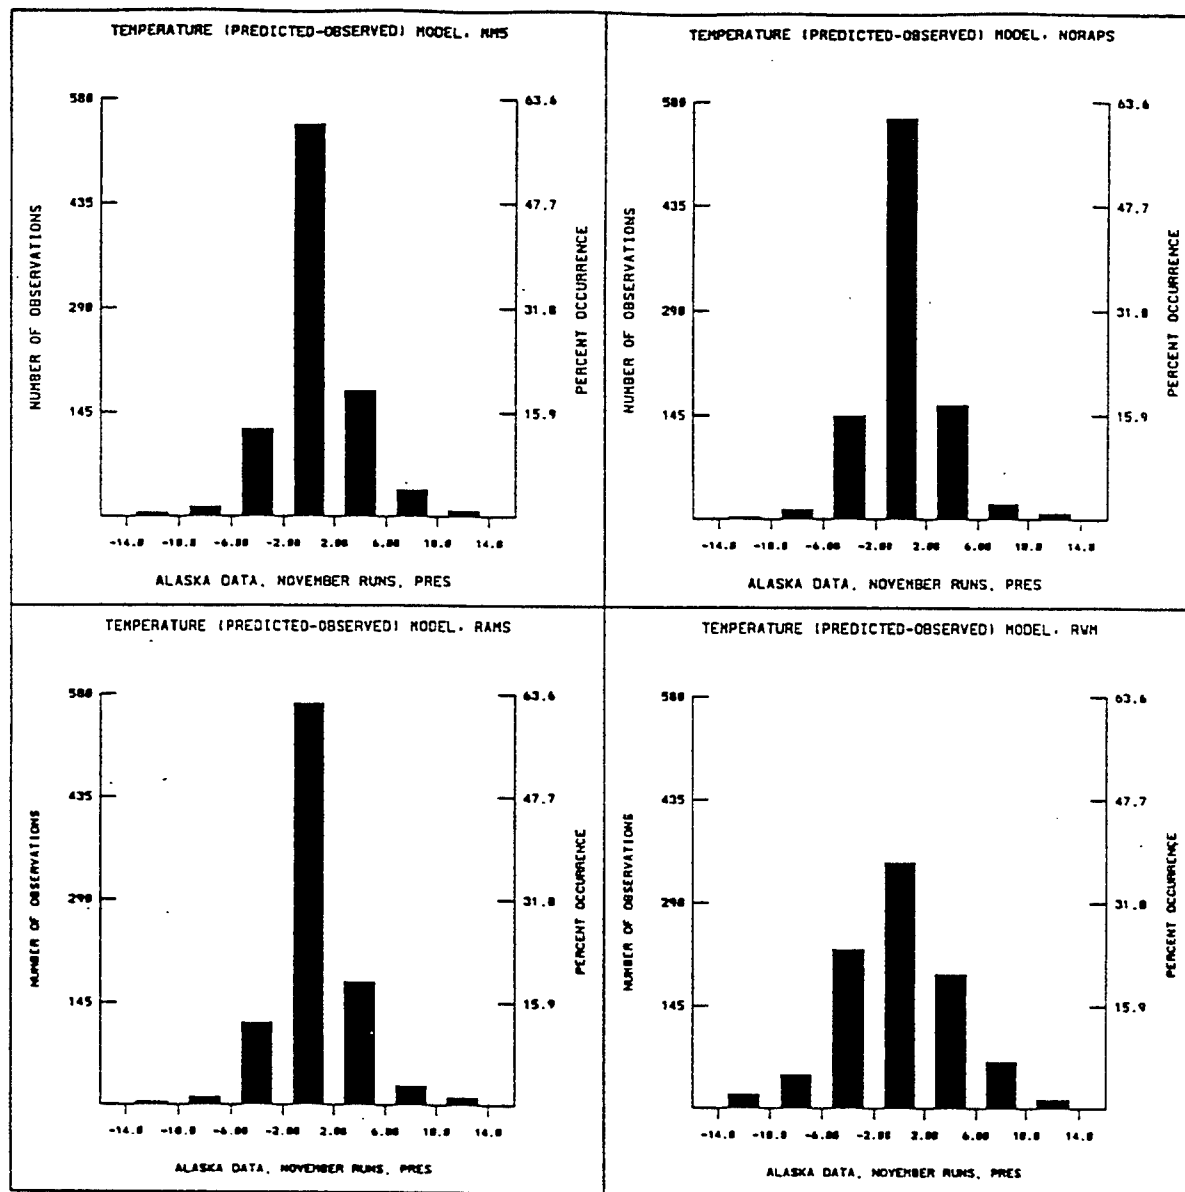 TEMPERATURE (PREDICTED-OBSERVED) MODEL. MM5
580
435
290
145
NUMBER OF OBSERVATIONS
63.6
47.7
31.8
15.9
PERCENT OCCURRENCE
-14.0 -10.0 -6.00 -2.00 2.00 6.00 10.0 14.0
ALASKA DATA, NOVEMBER RUNS, PRES
TEMPERATURE (PREDICTED-OBSERVED) MODEL. NORAPS
580
435
290
145
NUMBER OF OBSERVATIONS
63.6
47.7
31.8
15.9
PERCENT OCCURRENCE
-14.0 -10.0 -6.00 -2.00 2.00 6.00 10.0 14.0
ALASKA DATA, NOVEMBER RUNS, PRES
TEMPERATURE (PREDICTED-OBSERVED) MODEL. RAMS
580
435
290
145
NUMBER OF OBSERVATIONS
63.6
47.7
31.8
15.9
PERCENT OCCURRENCE
-14.0 -10.0 -6.00 -2.00 2.00 6.00 10.0 14.0
ALASKA DATA, NOVEMBER RUNS, PRES
TEMPERATURE (PREDICTED-OBSERVED) MODEL. RWM
580
435
290
145
NUMBER OF OBSERVATIONS
63.6
47.7
31.8
15.9
PERCENT OCCURRENCE
-14.0 -10.0 -6.00 -2.00 2.00 6.00 10.0 14.0
ALASKA DATA, NOVEMBER RUNS, PRES